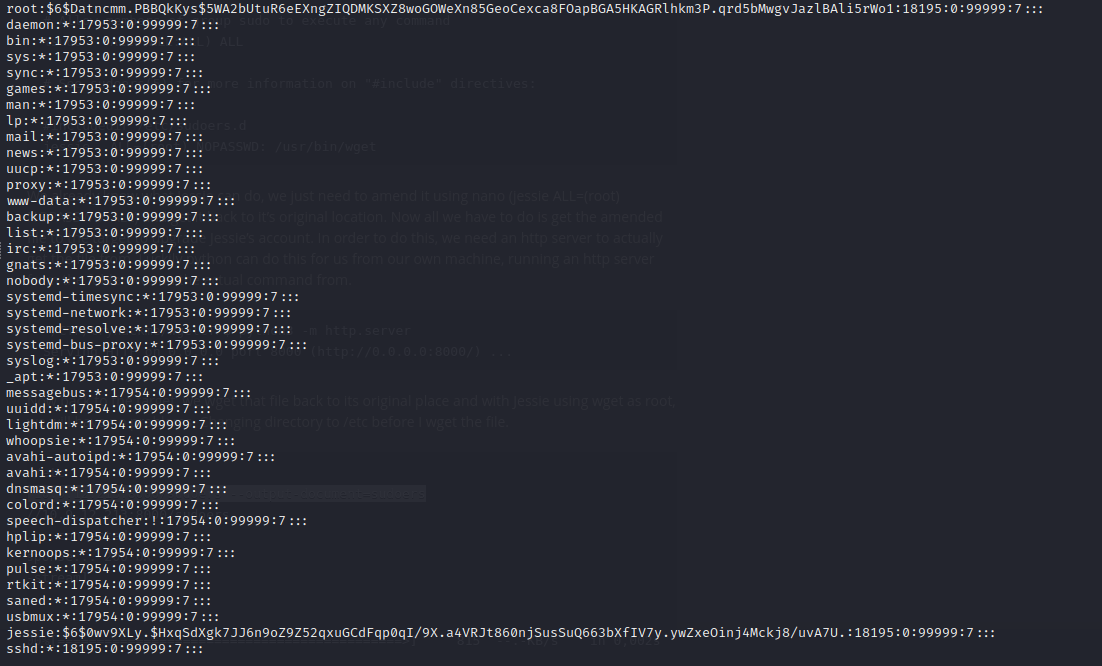 root:$6$Datncmm.PBBQkKys$5WA2bUtuR6eEXngZIQDMKSXZ8woGOWeXn85GeoCexca8FOapBGA5HKAGRlhkm3P.qrd5bMwgvJazlBAli5rWo1:18195:0:99999:7:::
daemon:*:17953:0:99999:7:::
bin:*:17953:0:99999:7:::
sys:*:17953:0:99999:7:::
sync:*:17953:0:99999:7:::
games:*:17953:0:99999:7:::
man:*:17953:0:99999:7:::
lp:*:17953:0:99999:7:::
mail:*:17953:0:99999:7:::
news:*:17953:0:99999:7:::
uucp:*:17953:0:99999:7:::
proxy:*:17953:0:99999:7:::
www-data:*:17953:0:99999:7:::
backup:*:17953:0:99999:7:::
list:*:17953:0:99999:7:::
irc:*:17953:0:99999:7:::
gnats:*:17953:0:99999:7:::
nobody:*:17953:0:99999:7:::
systemd-timesync:*:17953:0:99999:7:::
systemd-network:*:17953:0:99999:7:::
systemd-resolve:*:17953:0:99999:7:::
systemd-bus-proxy:*:17953:0:99999:7:::
syslog:*:17953:0:99999:7:::
_apt:*:17953:0:99999:7:::
messagebus:*:17954:0:99999:7:::
uuidd:*:17954:0:99999:7:::
lightdm:*:17954:0:99999:7:::
whoopsie:*:17954:0:99999:7:::
avahi-autoipd:*:17954:0:99999:7:::
avahi:*:17954:0:99999:7:::
dnsmasq:*:17954:0:99999:7:::
colord:*:17954:0:99999:7:::
speech-dispatcher:!:17954:0:99999:7:::
hplip:*:17954:0:99999:7:::
kernoops:*:17954:0:99999:7:::
pulse:*:17954:0:99999:7:::
rtkit:*:17954:0:99999:7:::
saned:*:17954:0:99999:7:::
usbmux:*:17954:0:99999:7:::
jessie:$6$0wv9XLy.$HxqSdXgk7JJ6n9oZ9Z52qxuGCdFqp0qI/9X.a4VRJt860njSusSuQ663bXfIV7y.ywZxeOinj4Mckj8/uvA7U.:18195:0:99999:7:::
sshd:*:18195:0:99999:7:::